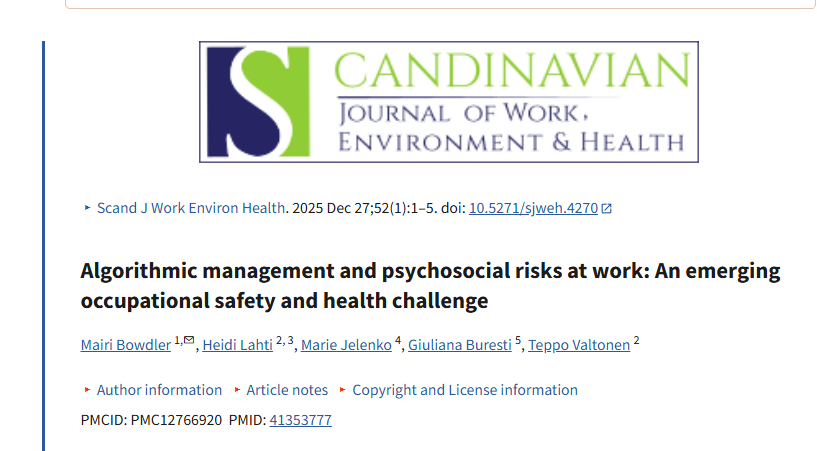 SCANDINAVIAN
JOURNAL OF WORK,
ENVIRONMENT & HEALTH
Scand J Work Environ Health. 2025 Dec 27;52(1):1–5. doi: 10.5271/sjweh.4270
Algorithmic management and psychosocial risks at work: An emerging
occupational safety and health challenge
Mairi Bowdler 1,✉, Heidi Lahti 2, 3, Marie Jelenko 4, Giuliana Buresti 5, Teppo Valtonen 2
Author information Article notes Copyright and License information
PMCID: PMC12766920 PMID: 41353777